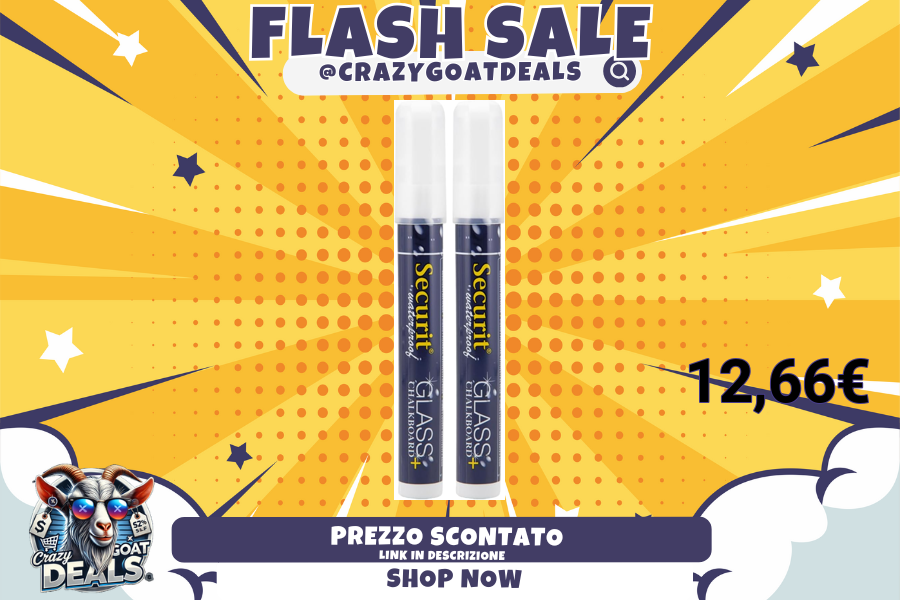 FLASH SALE
@CRAZYGOATDEALS
Securit®
waterproof
GLASS
CHALKBOARD+
Securit®
waterproof
GLASS
CHALKBOARD+
12,66€
$
52%
Crazy
GOAT
DEALS
PREZZO SCONTATO
LINK IN DESCRIZIONE
SHOP NOW